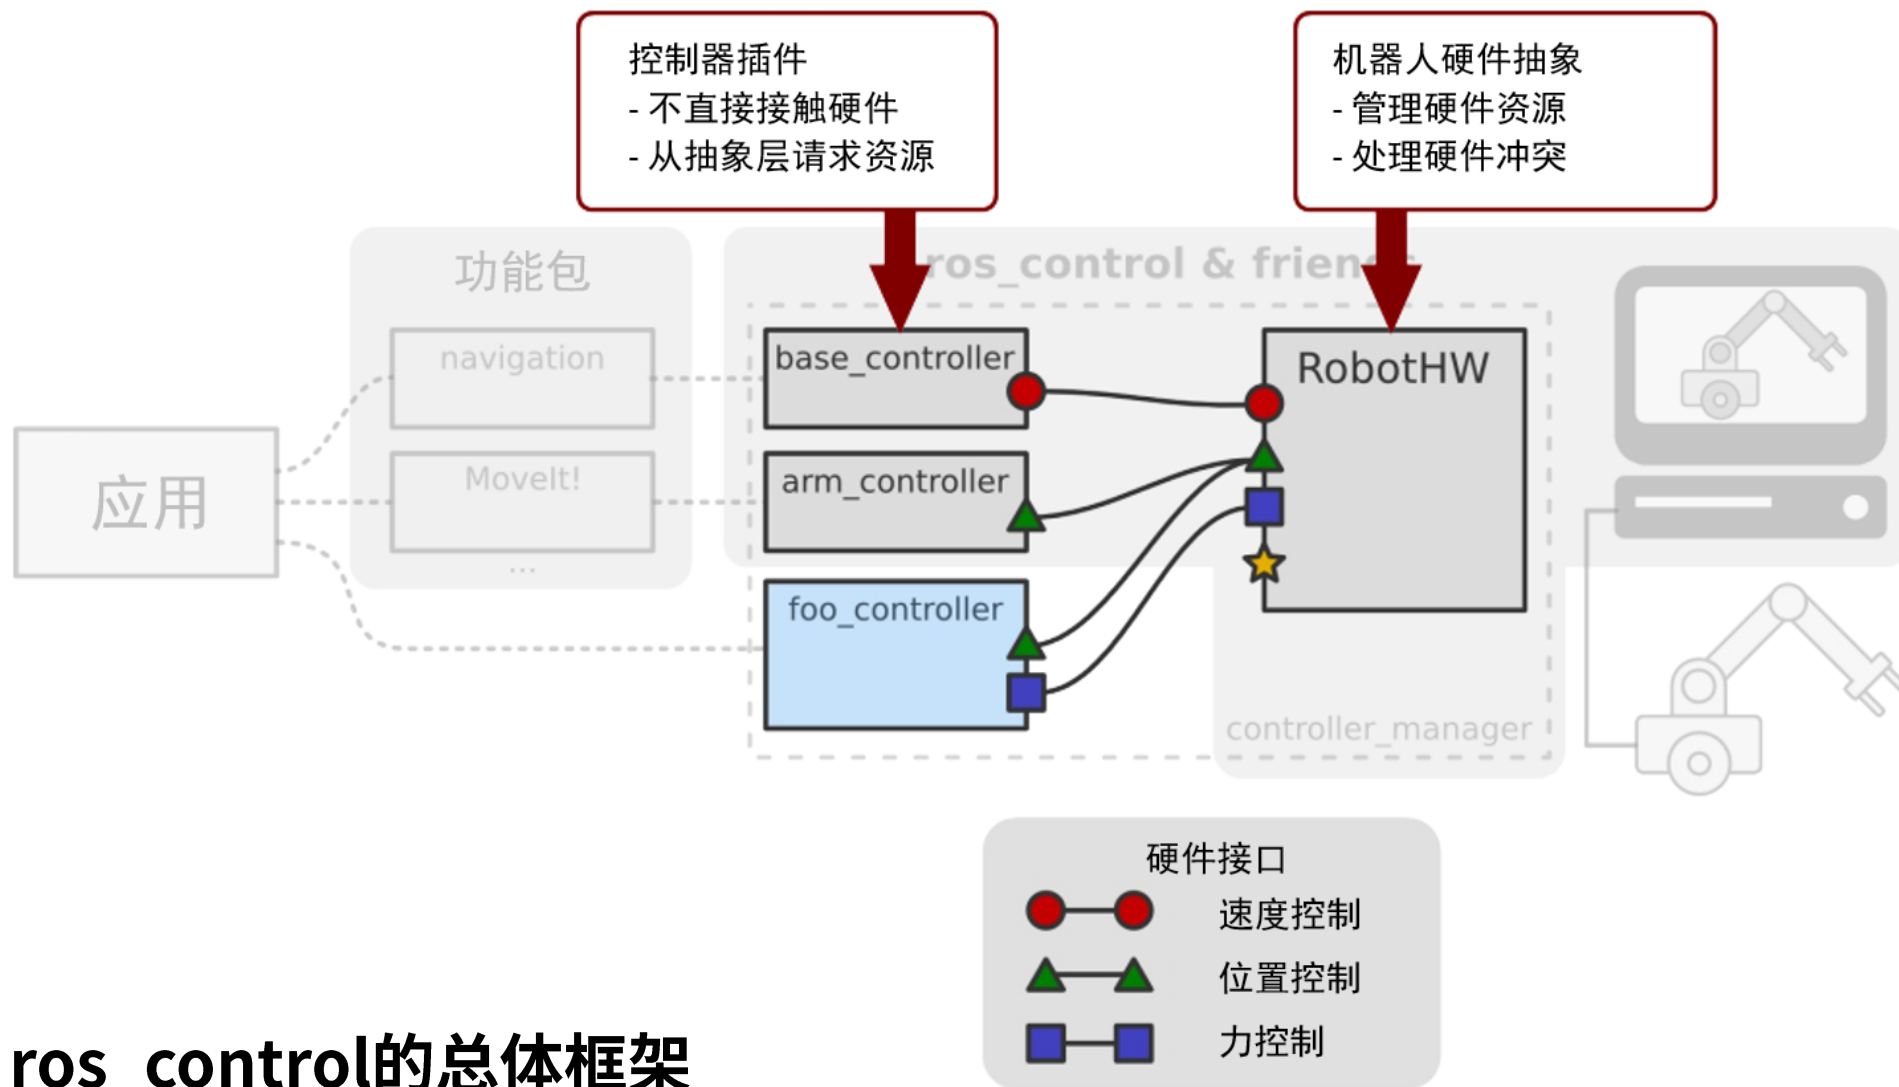 控制器插件
- 不直接接触硬件
- 从抽象层请求资源
机器人硬件抽象
- 管理硬件资源
- 处理硬件冲突
功能包
ros_control & friend
navigation
base_controller
RobotHW
应用
MoveIt!
arm_controller
...
foo_controller
controller_manager
硬件接口
速度控制
位置控制
力控制
ros_control的总体框架